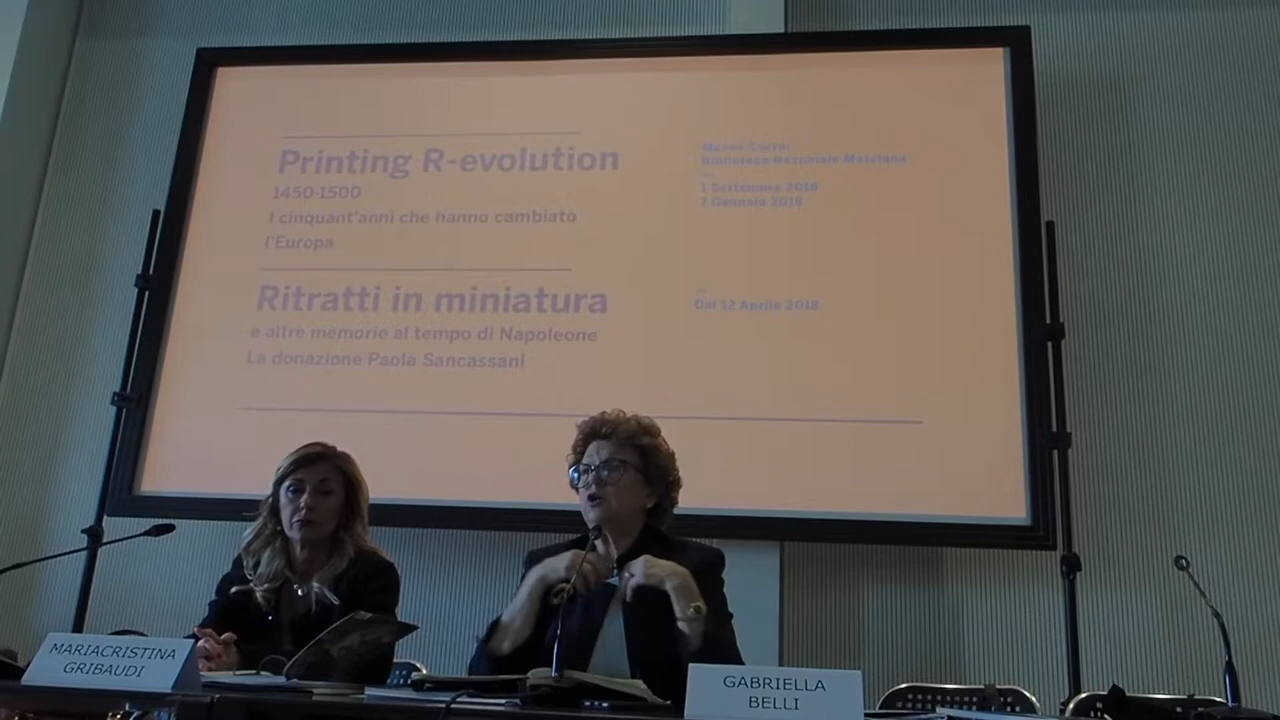 Printing R-evolution
1450-1500
I cinquant'anni che hanno cambiato
l'Europa
Museo Correr
Biblioteca Nazionale Marciana
1 Settembre 2018
7 Gennaio 2018
Ritratti in miniatura
e altre memorie al tempo di Napoleone
La donazione Paola Sancassani
Dal 12 Aprile 2018
MARIACRISTINA
GRIBAUDI
GABRIELLA
BELLI